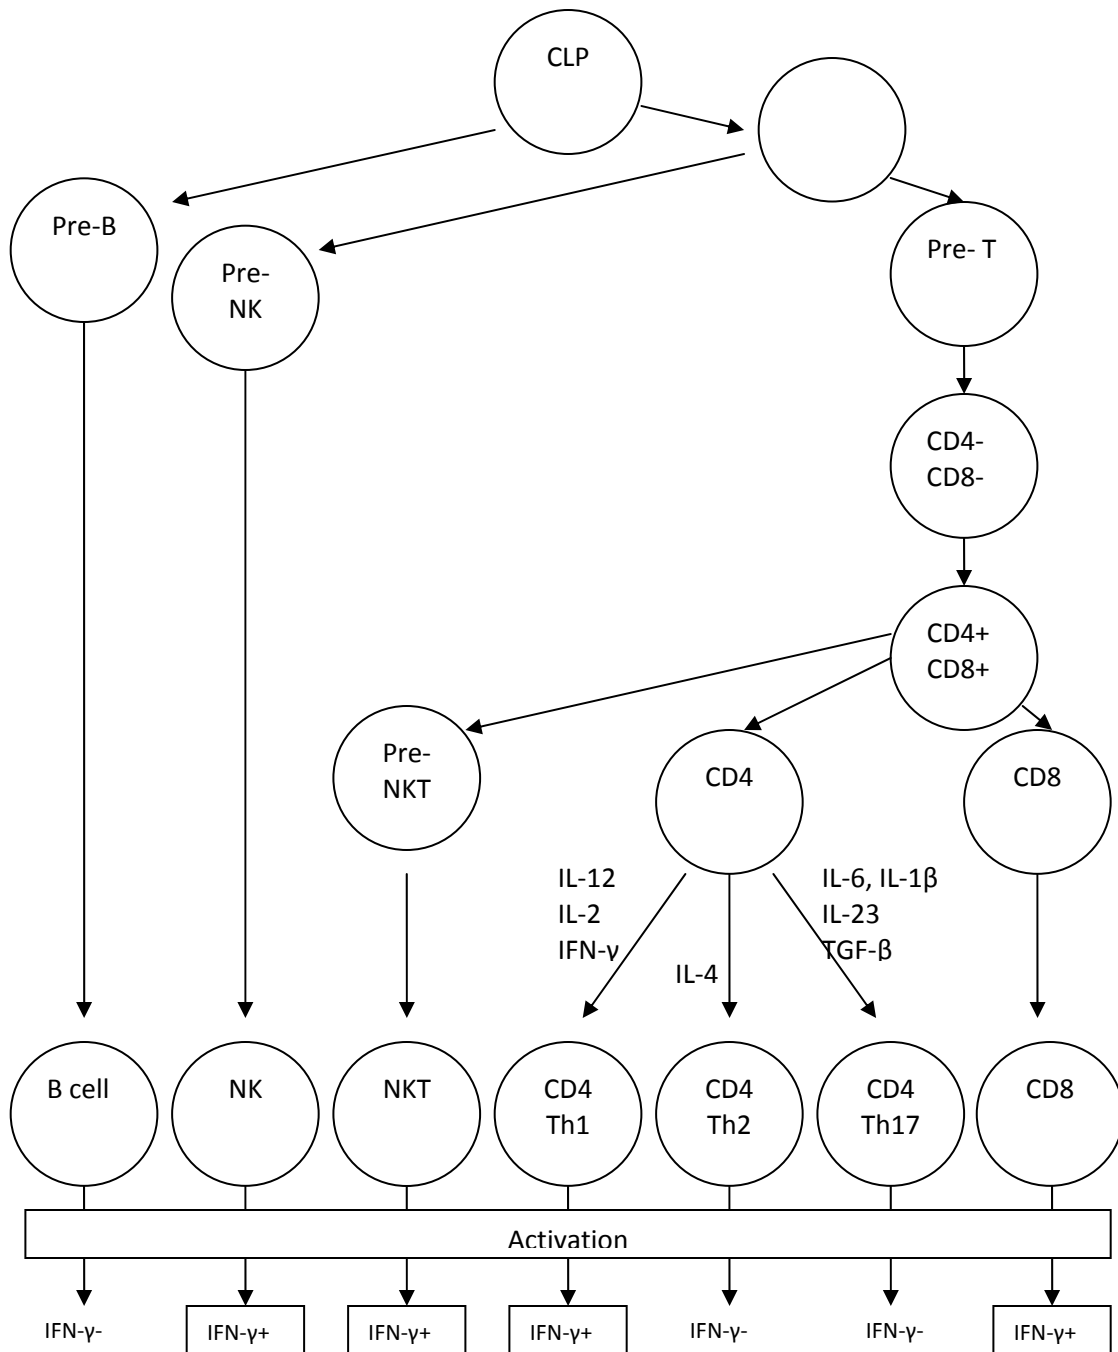 CLP
Pre-B
Pre-
NK
Pre- T
CD4-
CD8-
CD4+
CD8+
Pre-
NKT
CD4
CD8
IL-12
IL-2
IFN-γ
IL-4
IL-6, IL-1β
IL-23
TGF-β
B cell
NK
NKT
CD4
Th1
CD4
Th2
CD4
Th17
CD8
Activation
IFN-γ-
IFN-γ+
IFN-γ+
IFN-γ+
IFN-γ-
IFN-γ-
IFN-γ+